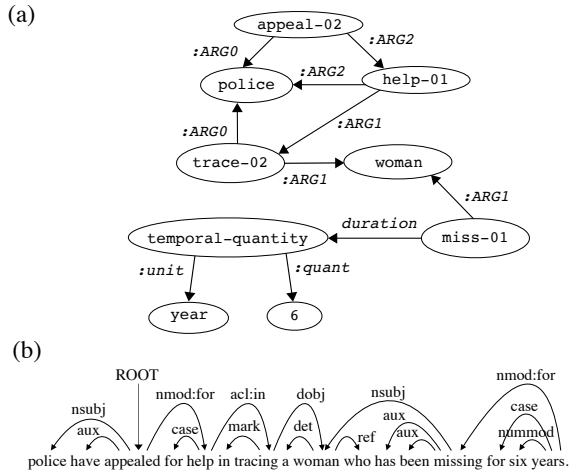 (a)
appeal-02
:ARG0 :ARG2
police :ARG2 help-01
:ARG0 :ARG1
trace-02 :ARG1 woman
:ARG1
temporal-quantity duration miss-01
:unit :quant
year 6
(b)
ROOT
nsubj nmod:for acl:in dobj nsubj nmod:for
aux case mark det ref aux aux case nummod
police have appealed for help in tracing a woman who has been missing for six years.